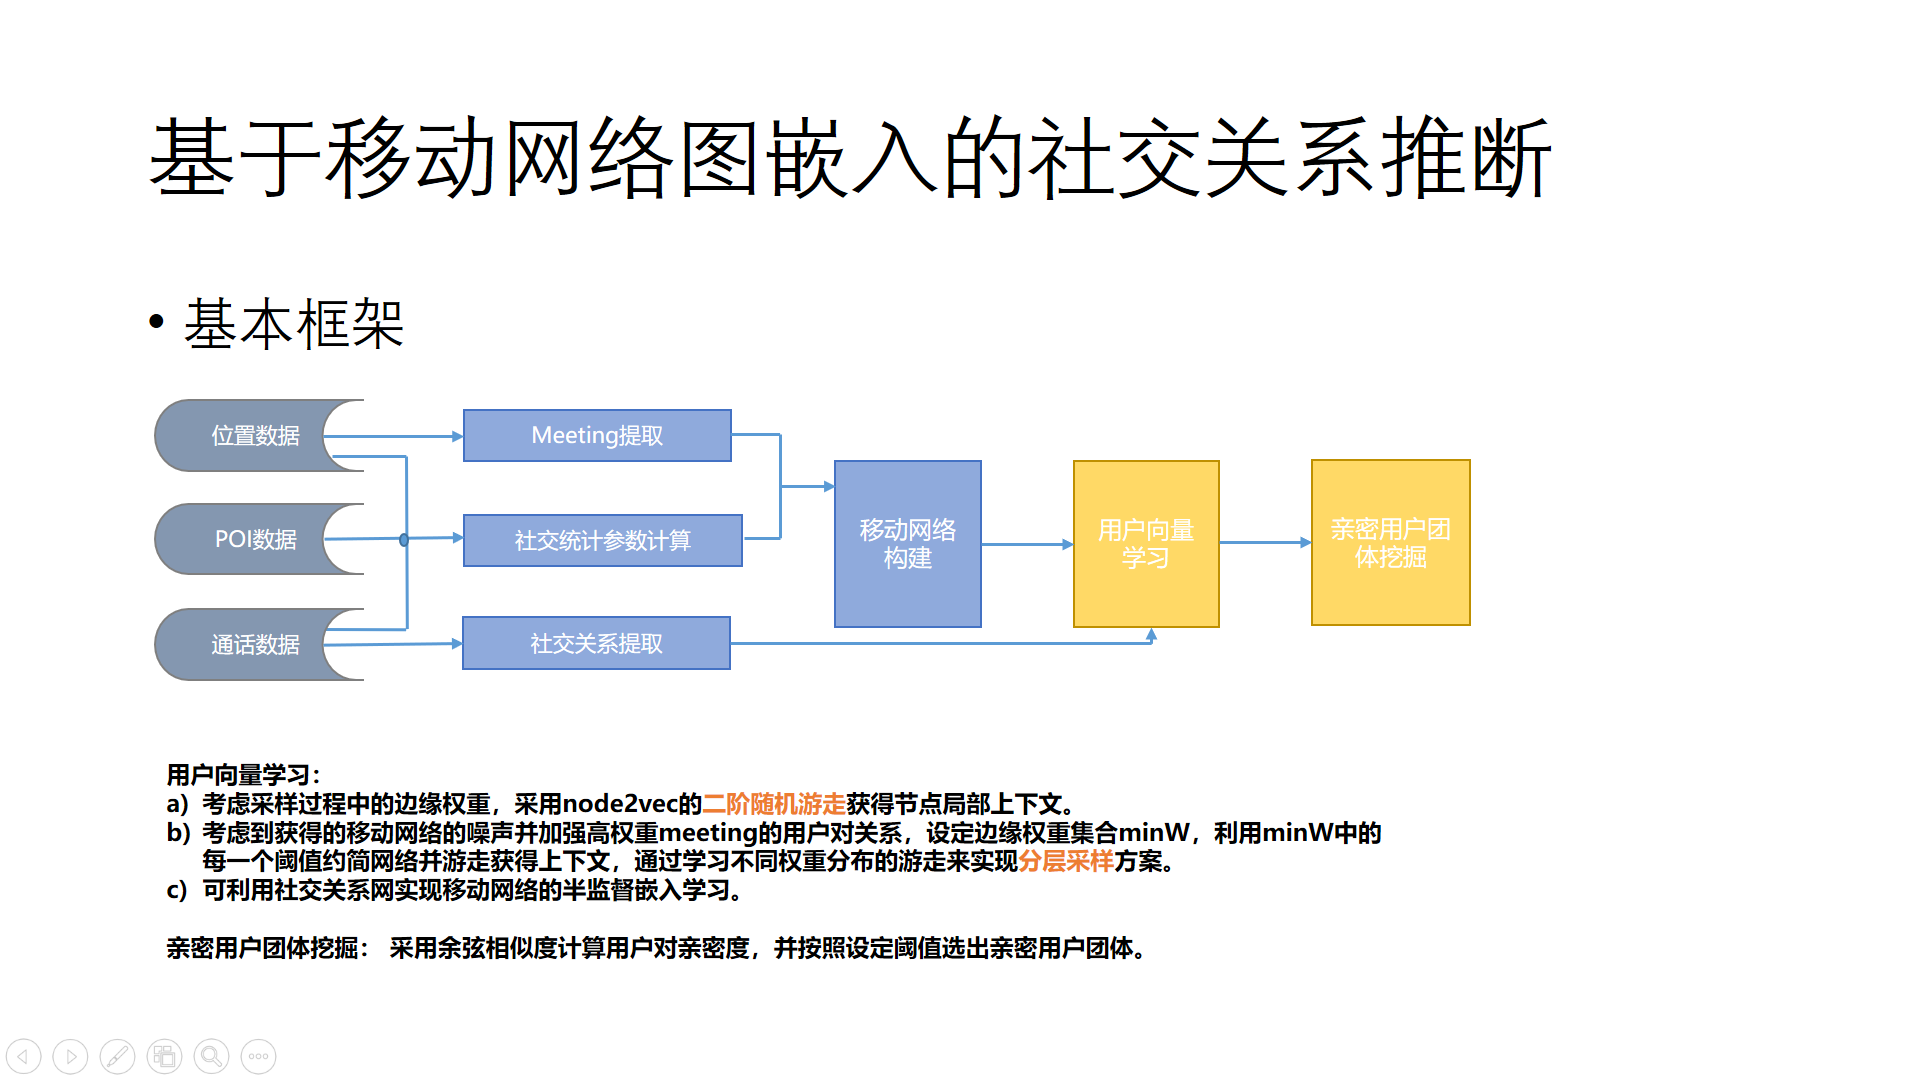 基于移动网络图嵌入的社交关系推断
• 基本框架
位置数据
Meeting提取
POI数据
社交统计参数计算
通话数据
社交关系提取
移动网络
构建
用户向量
学习
亲密用户团
体挖掘
用户向量学习：
a) 考虑采样过程中的边缘权重，采用node2vec的二阶随机游走获得节点局部上下文。
b) 考虑到获得的移动网络的噪声并加强高权重meeting的用户对关系，设定边缘权重集合minW，利用minW中的
每一个阈值约简网络并游走获得上下文，通过学习不同权重分布的游走来实现分层采样方案。
c) 可利用社交关系网实现移动网络的半监督嵌入学习。
亲密用户团体挖掘： 采用余弦相似度计算用户对亲密度，并按照设定阈值选出亲密用户团体。